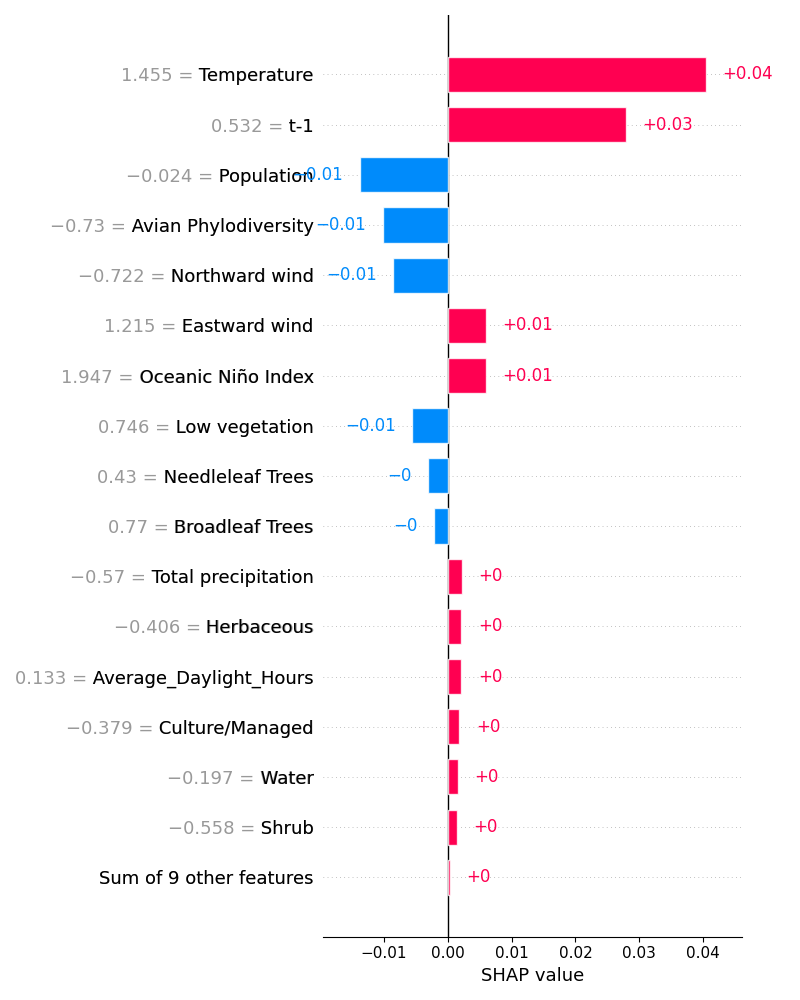 1.455 = Temperature +0.04
0.532 = t-1 +0.03
−0.024 = Population −0.01
−0.73 = Avian Phylodiversity −0.01
−0.722 = Northward wind −0.01
1.215 = Eastward wind +0.01
1.947 = Oceanic Niño Index +0.01
0.746 = Low vegetation −0.01
0.43 = Needleleaf Trees −0
0.77 = Broadleaf Trees −0
−0.57 = Total precipitation +0
−0.406 = Herbaceous +0
0.133 = Average_Daylight_Hours +0
−0.379 = Culture/Managed +0
−0.197 = Water +0
−0.558 = Shrub +0
Sum of 9 other features +0
−0.01 0.00 0.01 0.02 0.03 0.04
SHAP value